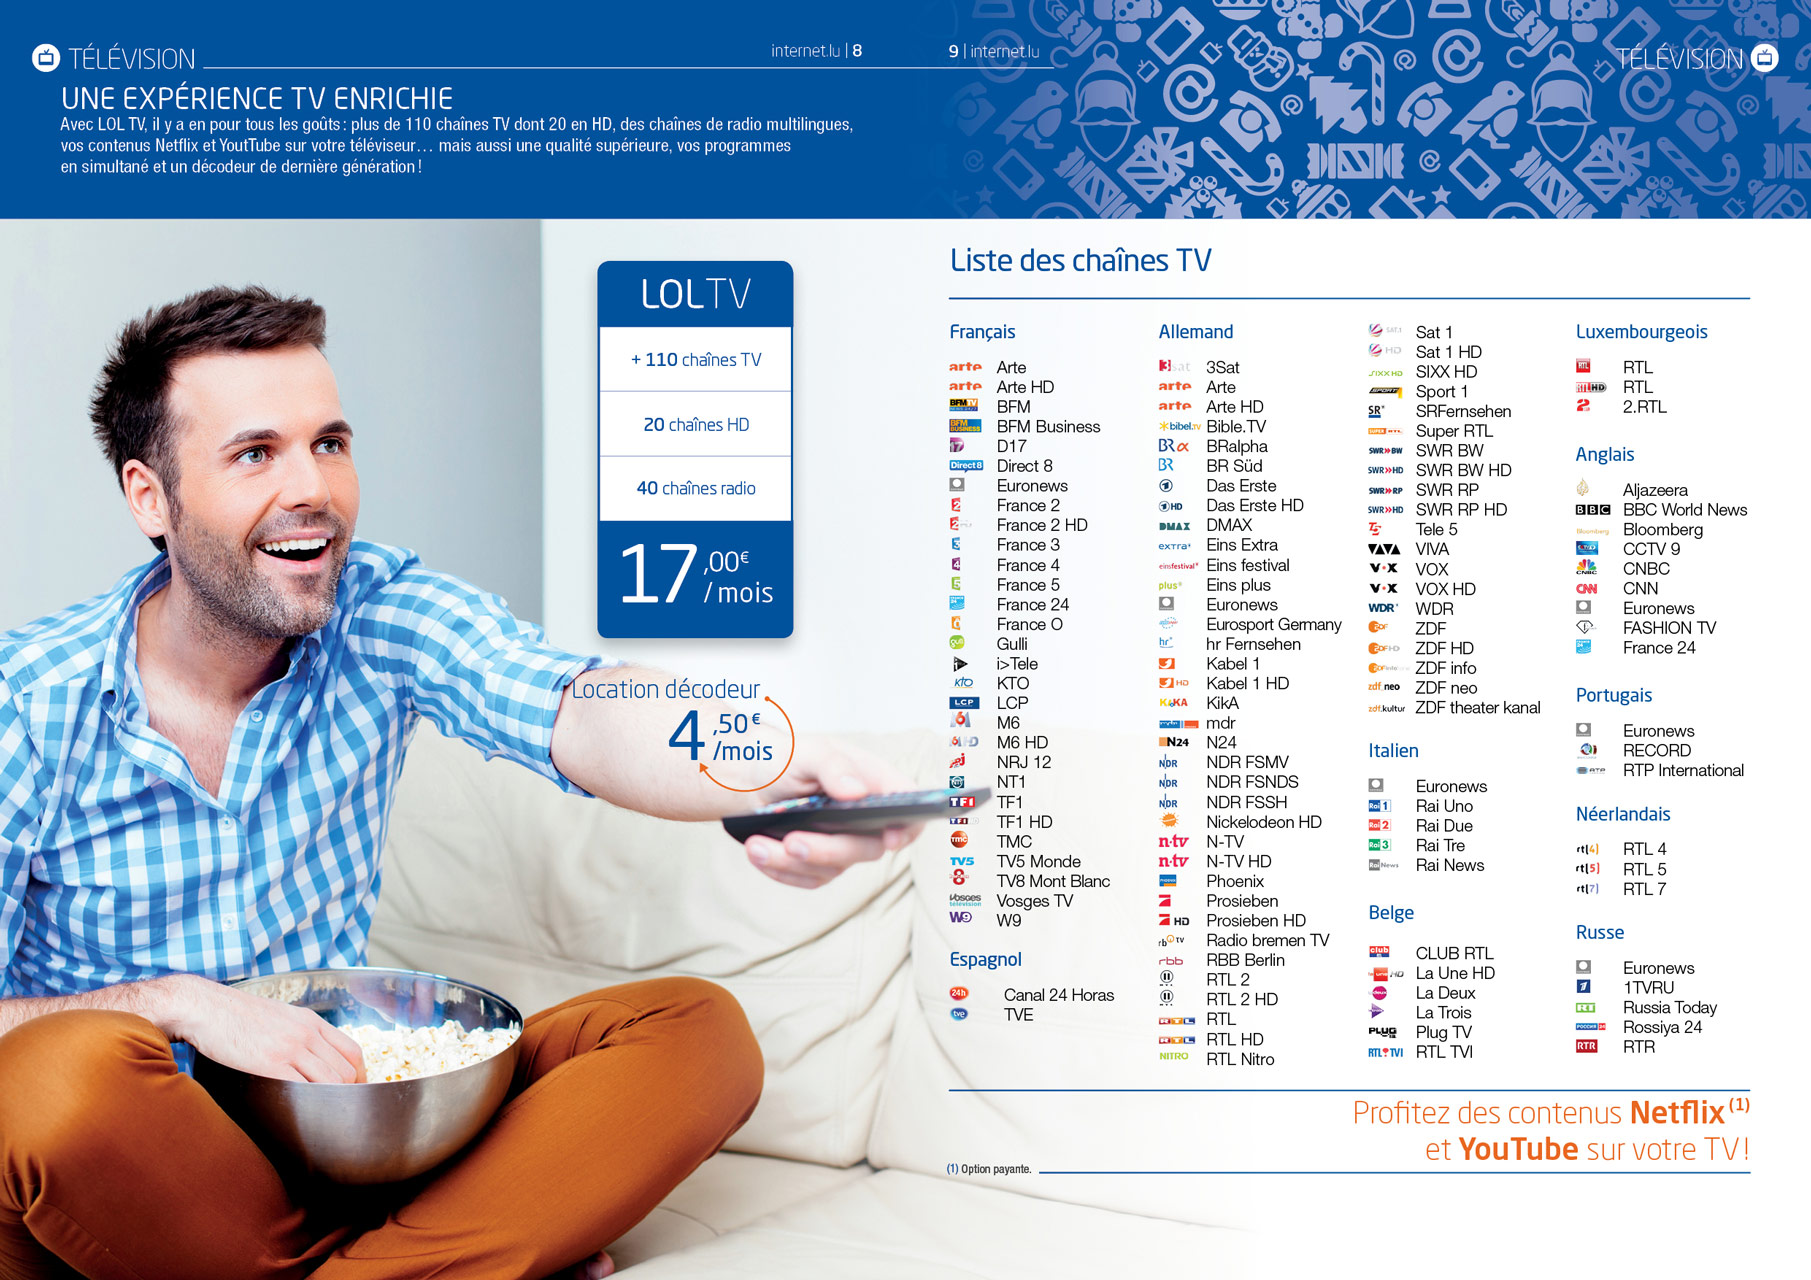 TÉLÉVISION
internet.lu | 8
UNE EXPÉRIENCE TV ENRICHIE
Avec LOL TV, il y a en pour tous les goûts : plus de 110 chaînes TV dont 20 en HD, des chaînes de radio multilingues,
vos contenus Netflix et YoutTube sur votre téléviseur… mais aussi une qualité supérieure, vos programmes
en simultané et un décodeur de dernière génération !
LOLTV
+ 110 chaînes TV
20 chaînes HD
40 chaînes radio
17,00€
/ mois
Location décodeur
4,50€
/mois
9 | internet.lu
TÉLÉVISION
Liste des chaînes TV
Français
Arte
Arte HD
BFM
BFM Business
D17
Direct 8
Euronews
France 2
France 2 HD
France 3
France 4
France 5
France 24
France O
Gulli
i>Tele
KTO
LCP
M6
M6 HD
NRJ 12
NT1
TF1
TF1 HD
TMC
TV5 Monde
TV8 Mont Blanc
Vosges TV
W9
Espagnol
Canal 24 Horas
TVE
Allemand
3Sat
Arte
Arte HD
Bible.TV
BRalpha
BR Süd
Das Erste
Das Erste HD
DMAX
Eins Extra
Eins festival
Eins plus
Euronews
Eurosport Germany
hr Fernsehen
Kabel 1
Kabel 1 HD
KikA
mdr
N24
NDR FSMV
NDR FSNDS
NDR FSSH
Nickelodeon HD
N-TV
N-TV HD
Phoenix
Prosieben
Prosieben HD
Radio bremen TV
RBB Berlin
RTL 2
RTL 2 HD
RTL
RTL HD
RTL Nitro
Sat 1
Sat 1 HD
SIXX HD
Sport 1
SRFernsehen
Super RTL
SWR BW
SWR BW HD
SWR RP
SWR RP HD
Tele 5
VIVA
VOX
VOX HD
WDR
ZDF
ZDF HD
ZDF info
ZDF neo
ZDF theater kanal
Italien
Euronews
Rai Uno
Rai Due
Rai Tre
Rai News
Belge
CLUB RTL
La Une HD
La Deux
La Trois
Plug TV
RTL TVI
Luxembourgeois
RTL
RTL
2.RTL
Anglais
Aljazeera
BBC World News
Bloomberg
CCTV 9
CNBC
CNN
Euronews
FASHION TV
France 24
Portugais
Euronews
RECORD
RTP International
Néerlandais
RTL 4
RTL 5
RTL 7
Russe
Euronews
1TVRU
Russia Today
Rossiya 24
RTR
Profitez des contenus Netflix (1)
et YouTube sur votre TV !
(1) Option payante.